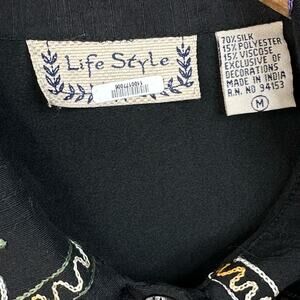 Life Style
70% SILK
15% POLYESTER
15% VISCOSE
EXCLUSIVE OF
DECORATIONS
MADE IN INDIA
R.N. NO 94153
M